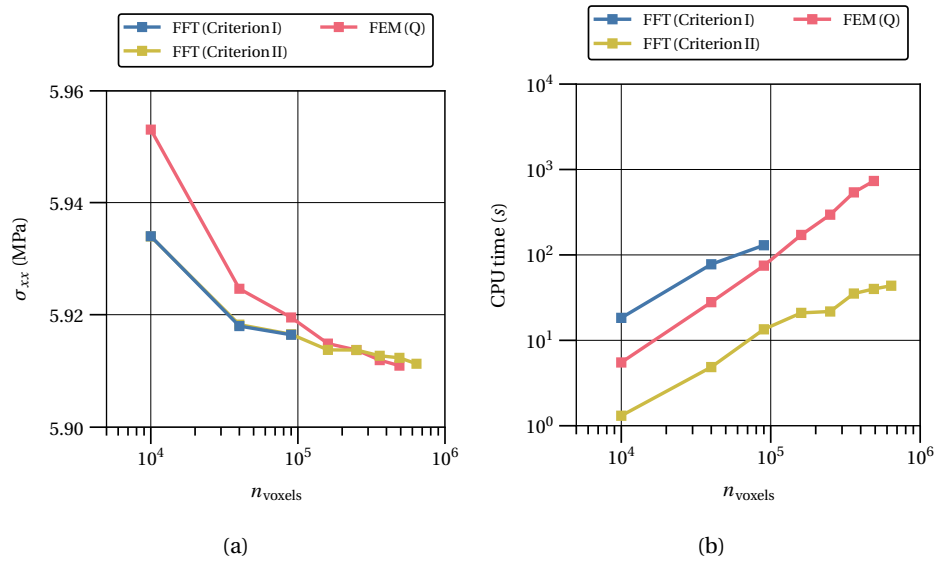 FFT (Criterion I)
FEM (Q)
FFT (Criterion II)
5.96
5.94
5.92
5.90
σxx (MPa)
10^4
10^5
10^6
n_voxels
(a)
FFT (Criterion I)
FEM (Q)
FFT (Criterion II)
10^4
10^3
10^2
10^1
10^0
CPU time (s)
10^4
10^5
10^6
n_voxels
(b)